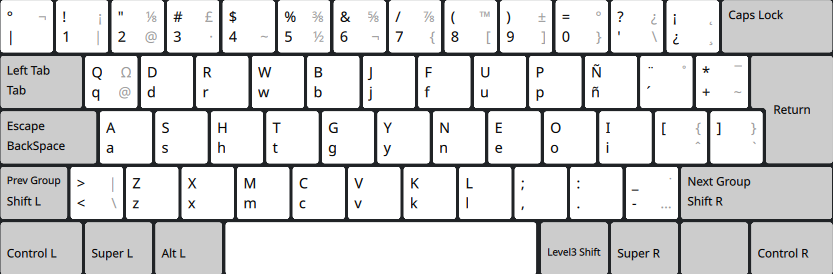 ° ¬ ! ¡ " ⅛ # £ $ % ⅜ & ⅝ / ⅞ ( ™ ) ± = ° ? ¿ ¡ ˛ Caps Lock
| 1 | 2 @ 3 · 4 ~ 5 ½ 6 ¬ 7 { 8 [ 9 ] 0 } ' \ ¿ ¸
Left Tab Q Ω D R W B J F U P Ñ ¨ ° * ¯
Tab q @ d r w b j f u p ñ ´ + ~
Return
Escape A S H T G Y N E O I [ { ] }
BackSpace a s h t g y n e o i ^ `
Prev Group > | Z X M C V K L ; : _ ˙ Next Group
Shift L < \ z x m c v k l , . - … Shift R
Control L Super L Alt L Level3 Shift Super R Control R